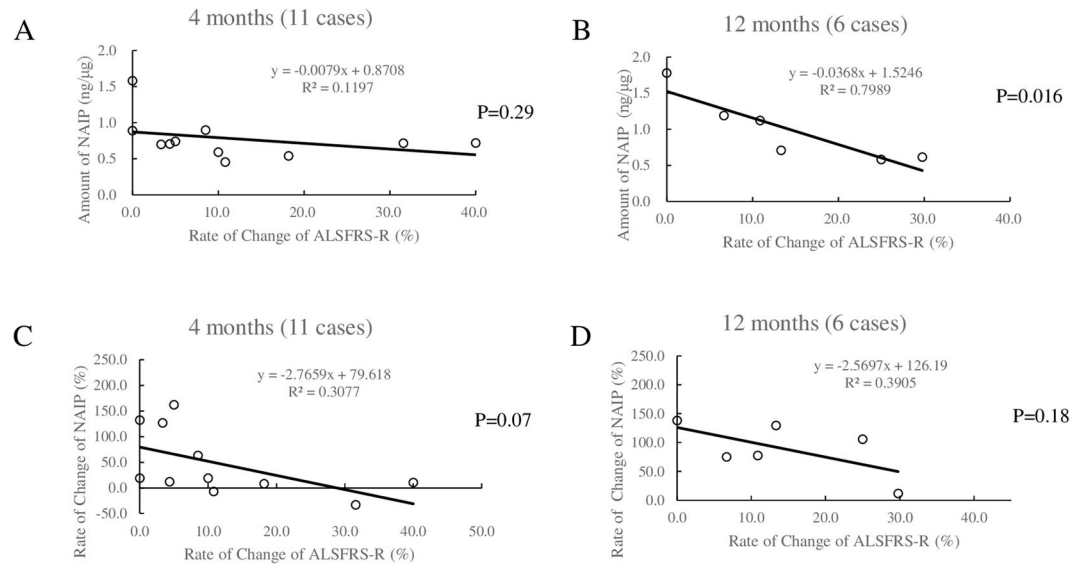 A
4 months (11 cases)
Amount of NAIP (ng/μg)
2.0
1.5
1.0
0.5
0.0
y = -0.0079x + 0.8708
R² = 0.1197
P=0.29
0.0 10.0 20.0 30.0 40.0
Rate of Change of ALSFRS-R (%)
B
12 months (6 cases)
Amount of NAIP (ng/μg)
2.0
1.5
1.0
0.5
0.0
y = -0.0368x + 1.5246
R² = 0.7989
P=0.016
0.0 10.0 20.0 30.0 40.0
Rate of Change of ALSFRS-R (%)
C
4 months (11 cases)
Rate of Change of NAIP (%)
250.0
200.0
150.0
100.0
50.0
0.0
-50.0
y = -2.7659x + 79.618
R² = 0.3077
P=0.07
0.0 10.0 20.0 30.0 40.0 50.0
Rate of Change of ALSFRS-R (%)
D
12 months (6 cases)
Rate of Change of NAIP (%)
250.0
200.0
150.0
100.0
50.0
0.0
y = -2.5697x + 126.19
R² = 0.3905
P=0.18
0.0 10.0 20.0 30.0 40.0
Rate of Change of ALSFRS-R (%)